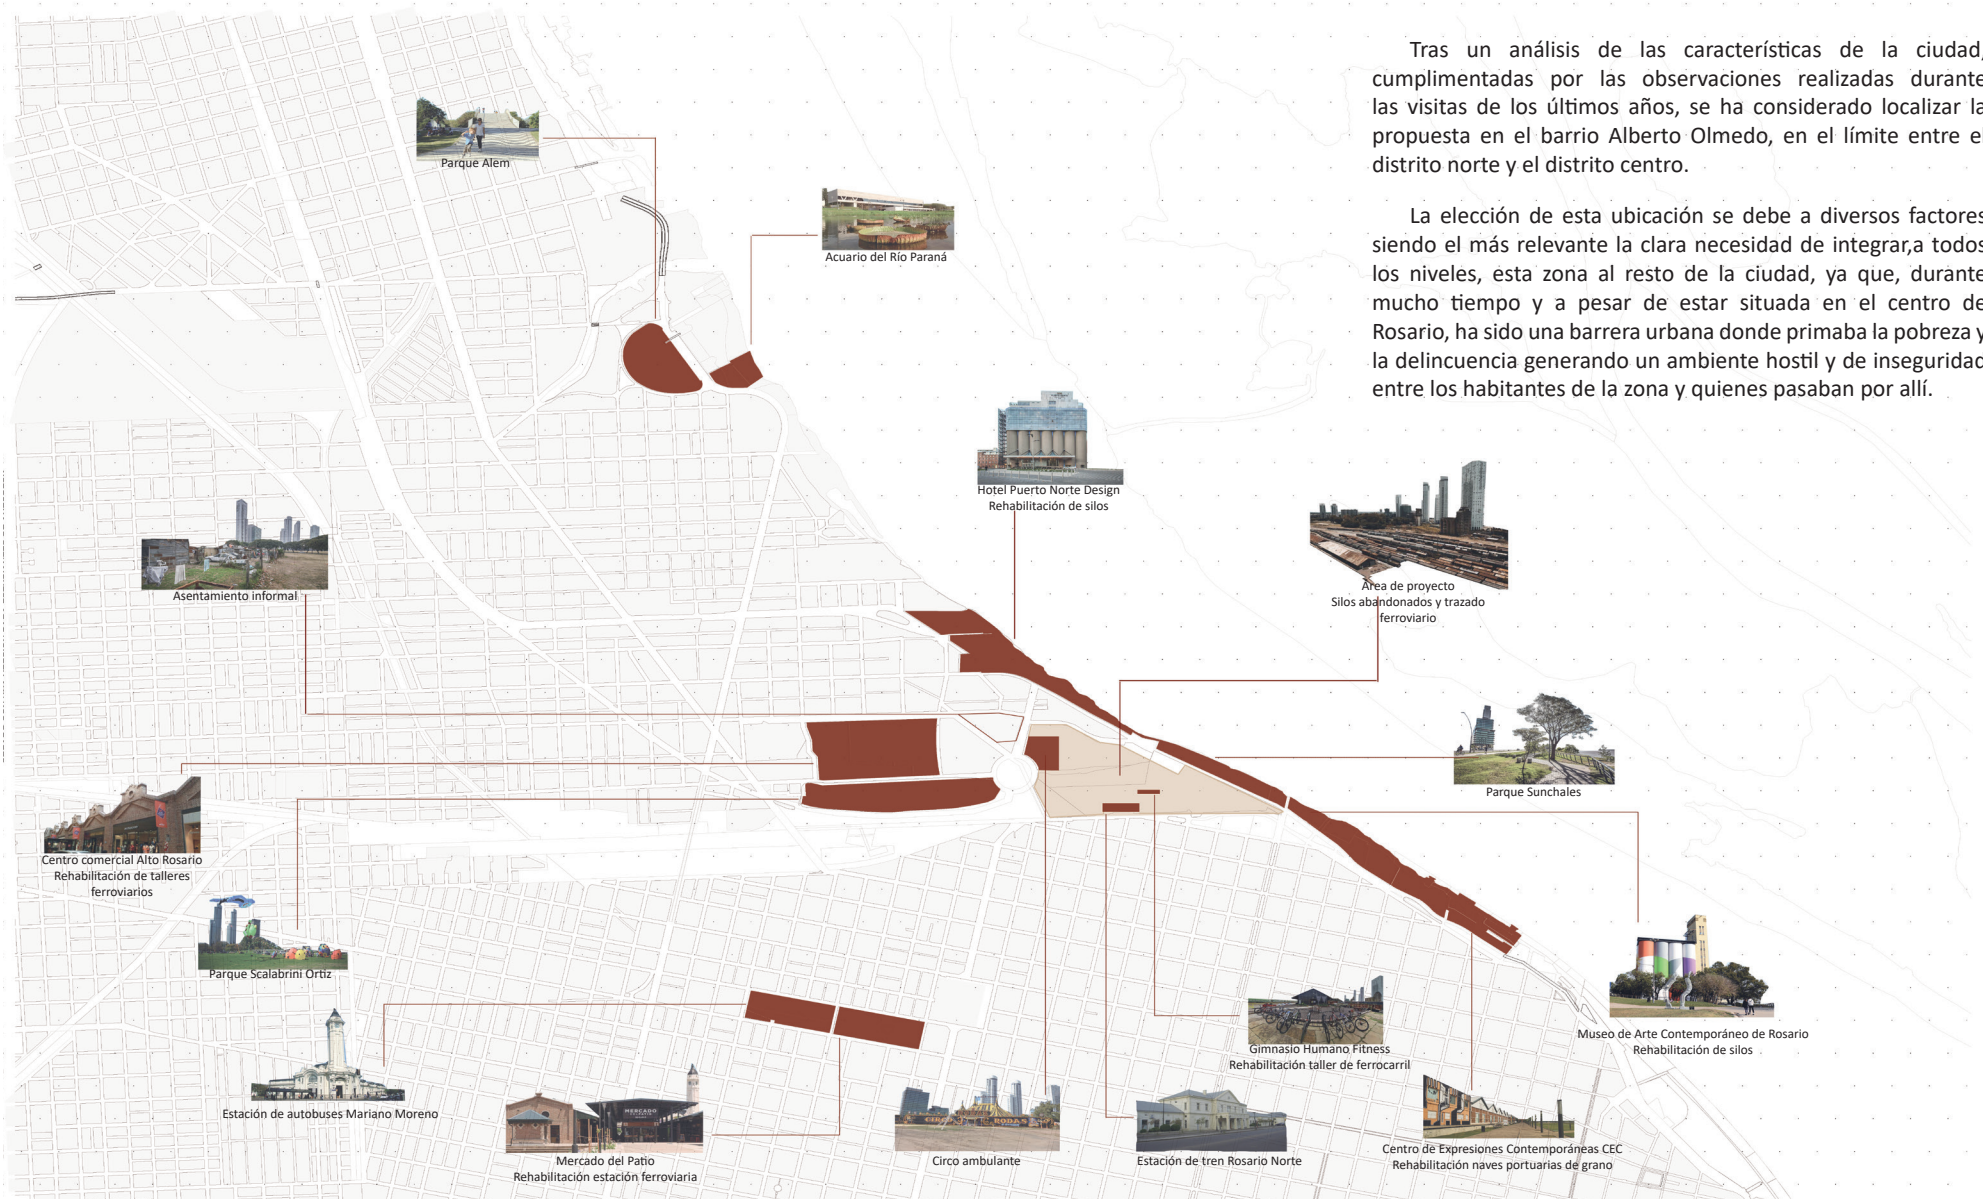 Tras un análisis de las características de la ciudad,
cumplimentadas por las observaciones realizadas durante
las visitas de los últimos años, se ha considerado localizar la
propuesta en el barrio Alberto Olmedo, en el límite entre el
distrito norte y el distrito centro.
La elección de esta ubicación se debe a diversos factores
siendo el más relevante la clara necesidad de integrar,a todos
los niveles, esta zona al resto de la ciudad, ya que, durante
mucho tiempo y a pesar de estar situada en el centro de
Rosario, ha sido una barrera urbana donde primaba la pobreza y
la delincuencia generando un ambiente hostil y de inseguridad
entre los habitantes de la zona y quienes pasaban por allí.
Parque Alem
Acuario del Río Paraná
Hotel Puerto Norte Design
Rehabilitación de silos
Área de proyecto
Silos abandonados y trazado
ferroviario
Asentamiento informal
Parque Sunchales
Centro comercial Alto Rosario
Rehabilitación de talleres
ferroviarios
Parque Scalabrini Ortiz
Estación de autobuses Mariano Moreno
MERCADO
Mercado del Patio
Rehabilitación estación ferroviaria
RODAS
Circo ambulante
Estación de tren Rosario Norte
Gimnasio Humano Fitness
Rehabilitación taller de ferrocarril
Centro de Expresiones Contemporáneas CEC
Rehabilitación naves portuarias de grano
Museo de Arte Contemporáneo de Rosario
Rehabilitación de silos